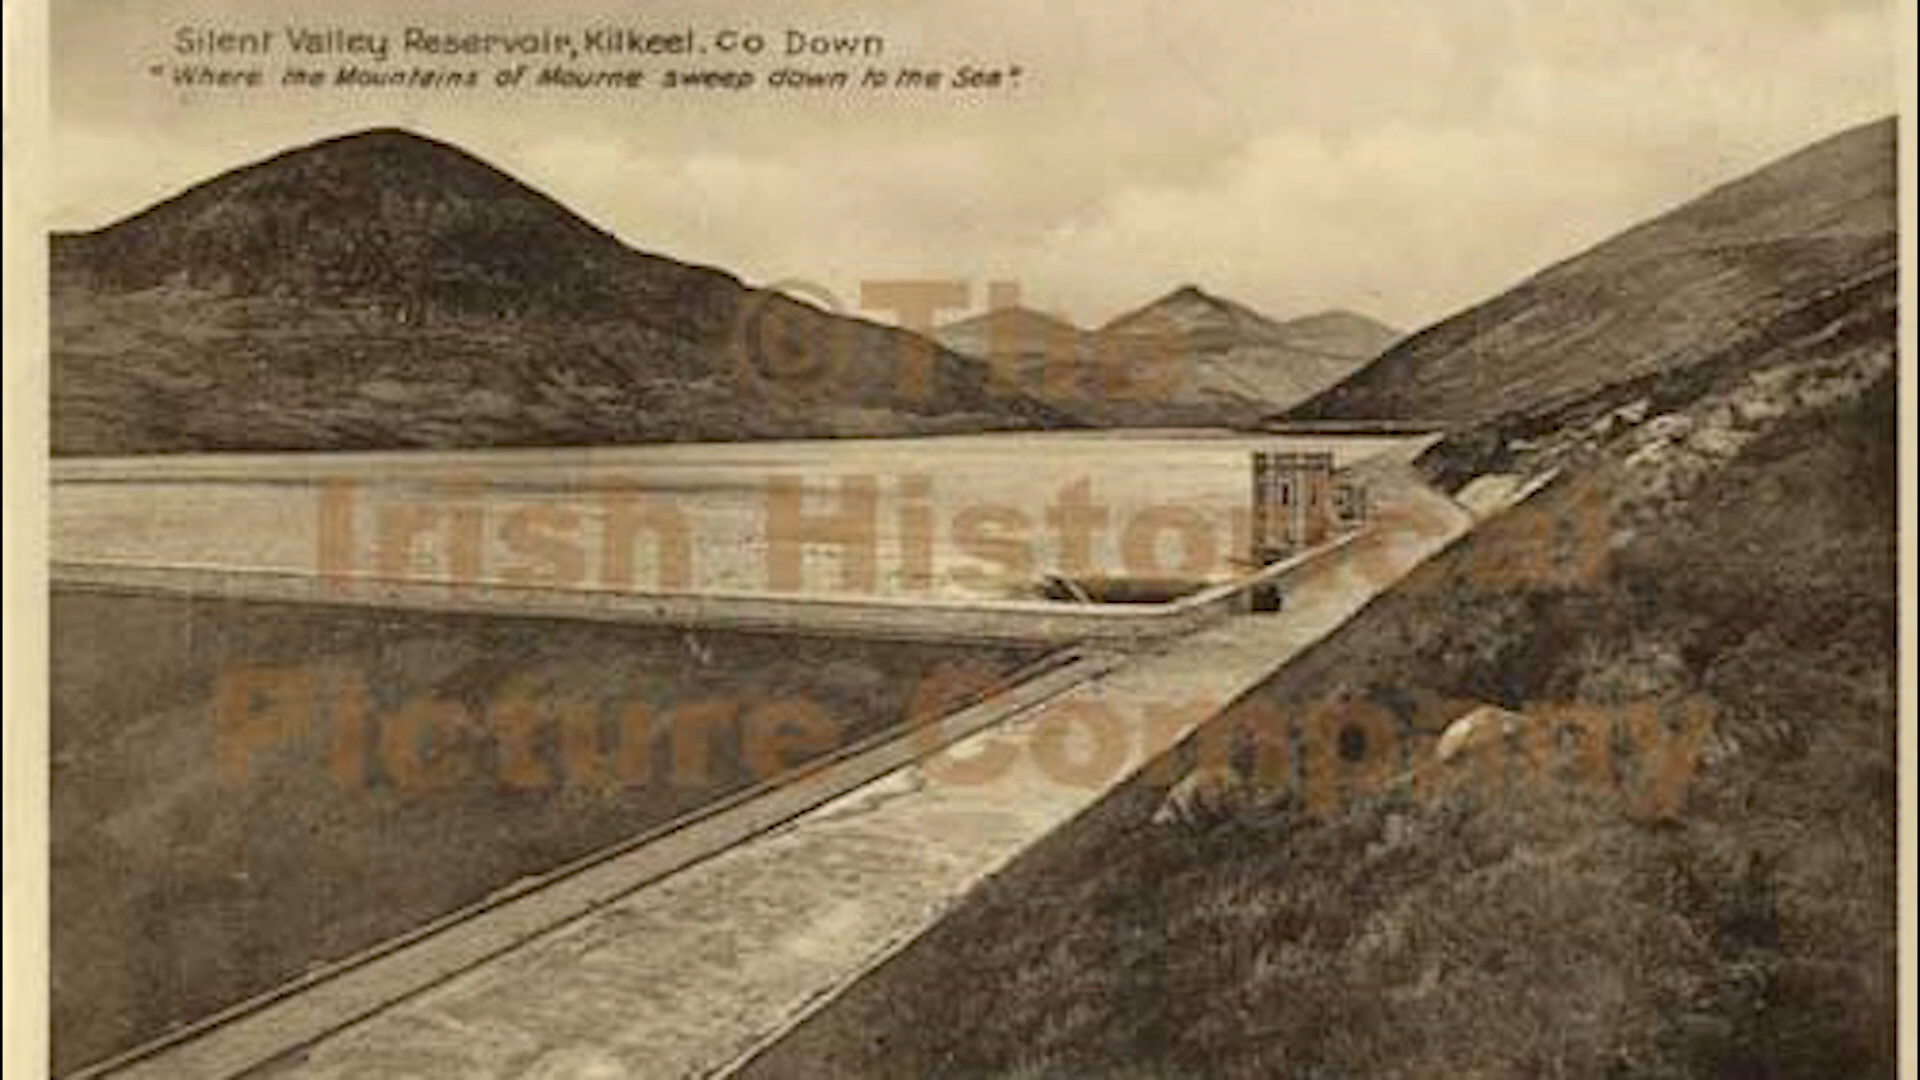 Silent Valley Reservoir, Kilkeel. Co Down
"Where the Mountains of Mourne sweep down to the Sea".
©The
Irish Historical
Picture Company